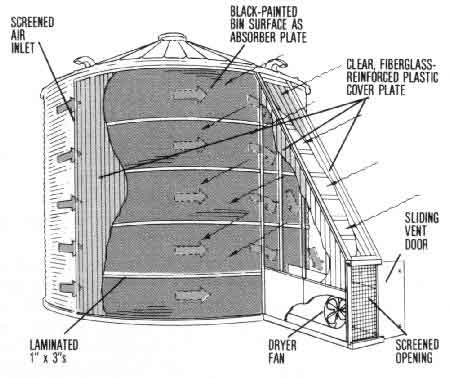 SCREENED
AIR
INLET
BLACK-PAINTED
BIN SURFACE AS
ABSORBER PLATE
CLEAR, FIBERGLASS-
REINFORCED PLASTIC
COVER PLATE
SLIDING
VENT
DOOR
LAMINATED
1" x 3"s
DRYER
FAN
SCREENED
OPENING